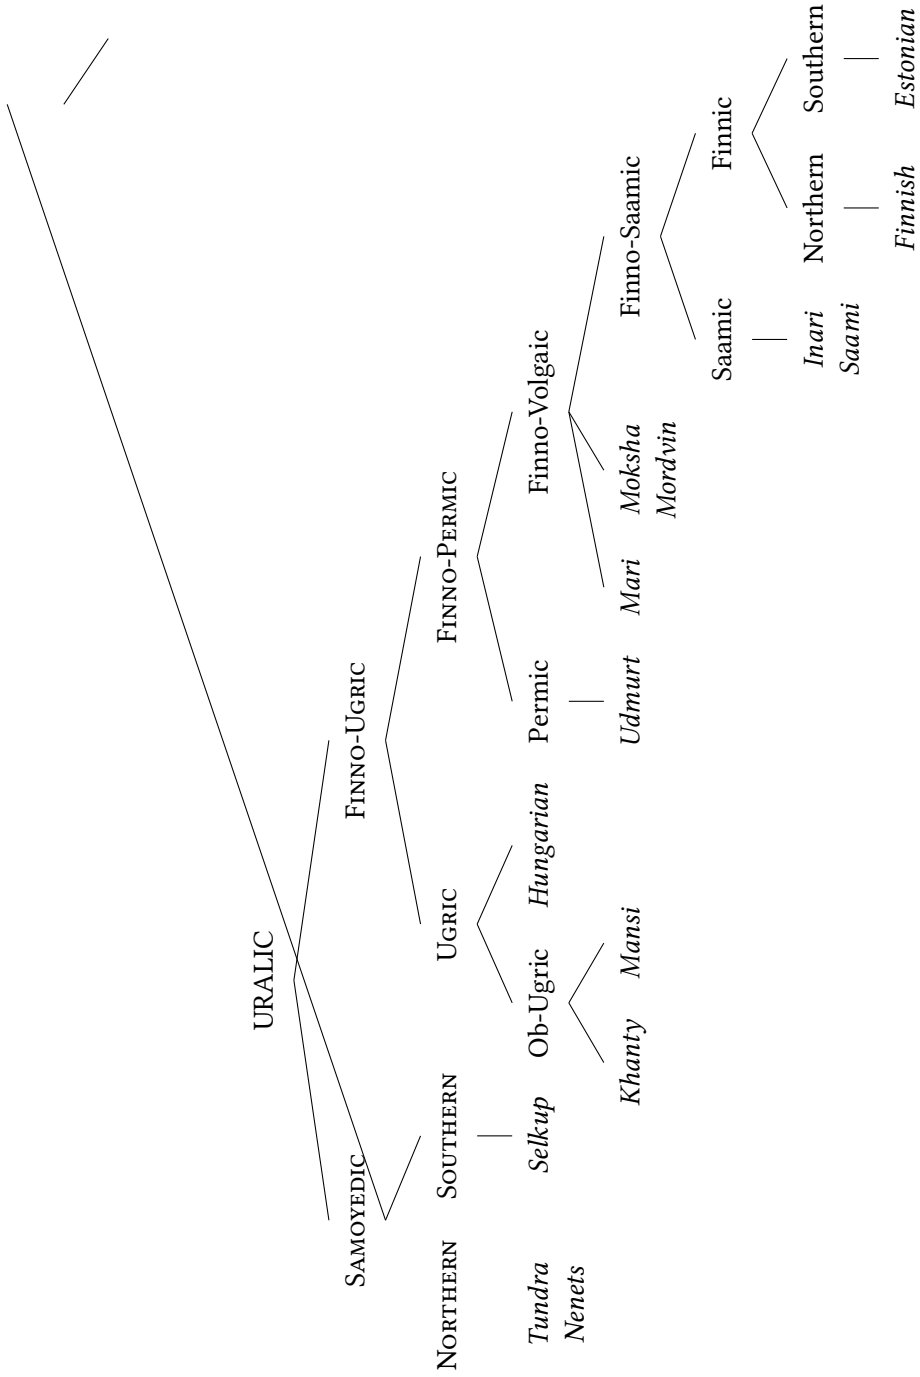 URALIC
SAMOYEDIC
FINNO-UGRIC
NORTHERN
SOUTHERN
UGRIC
FINNO-PERMIC
Tundra
Nenets
Selkup
Ob-Ugric
Hungarian
Permic
Finno-Volgaic
Khanty
Mansi
Udmurt
Mari
Moksha
Mordvin
Finno-Saamic
Saamic
Finnic
Inari
Saami
Northern
Southern
Finnish
Estonian